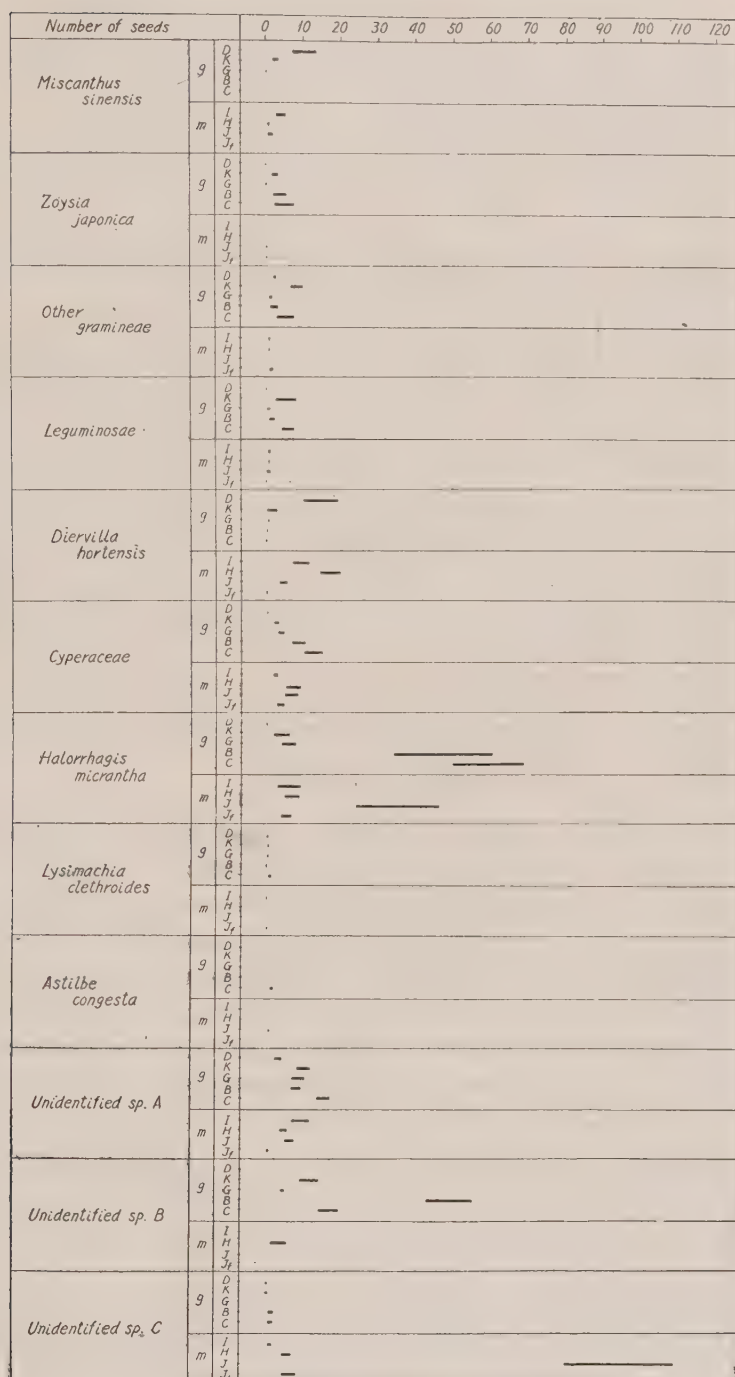 Number of seeds 0 10 20 30 40 50 60 70 80 90 100 110 120
Miscanthus
sinensis
g
D
K
G
B
C
m
I
H
J
J₁
Zoysia
japonica
g
D
K
G
B
C
m
I
H
J
J₁
Other
gramineae
g
D
K
G
B
C
m
I
H
J
J₁
Leguminosae
g
D
K
G
B
C
m
I
H
J
J₁
Diervilla
hortensis
g
D
K
G
B
C
m
I
H
J
J₁
Cyperaceae
g
D
K
G
B
C
m
I
H
J
J₁
Halorrhagis
micrantha
g
D
K
G
B
C
m
I
H
J
J₁
Lysimachia
clethroides
g
D
K
G
B
C
m
I
H
J
J₁
Astilbe
congesta
g
D
K
G
B
C
m
I
H
J
J₁
Unidentified sp. A
g
D
K
G
B
C
m
I
H
J
J₁
Unidentified sp. B
g
D
K
G
B
C
m
I
H
J
J₁
Unidentified sp. C
g
D
K
G
B
C
m
I
H
J
J₁